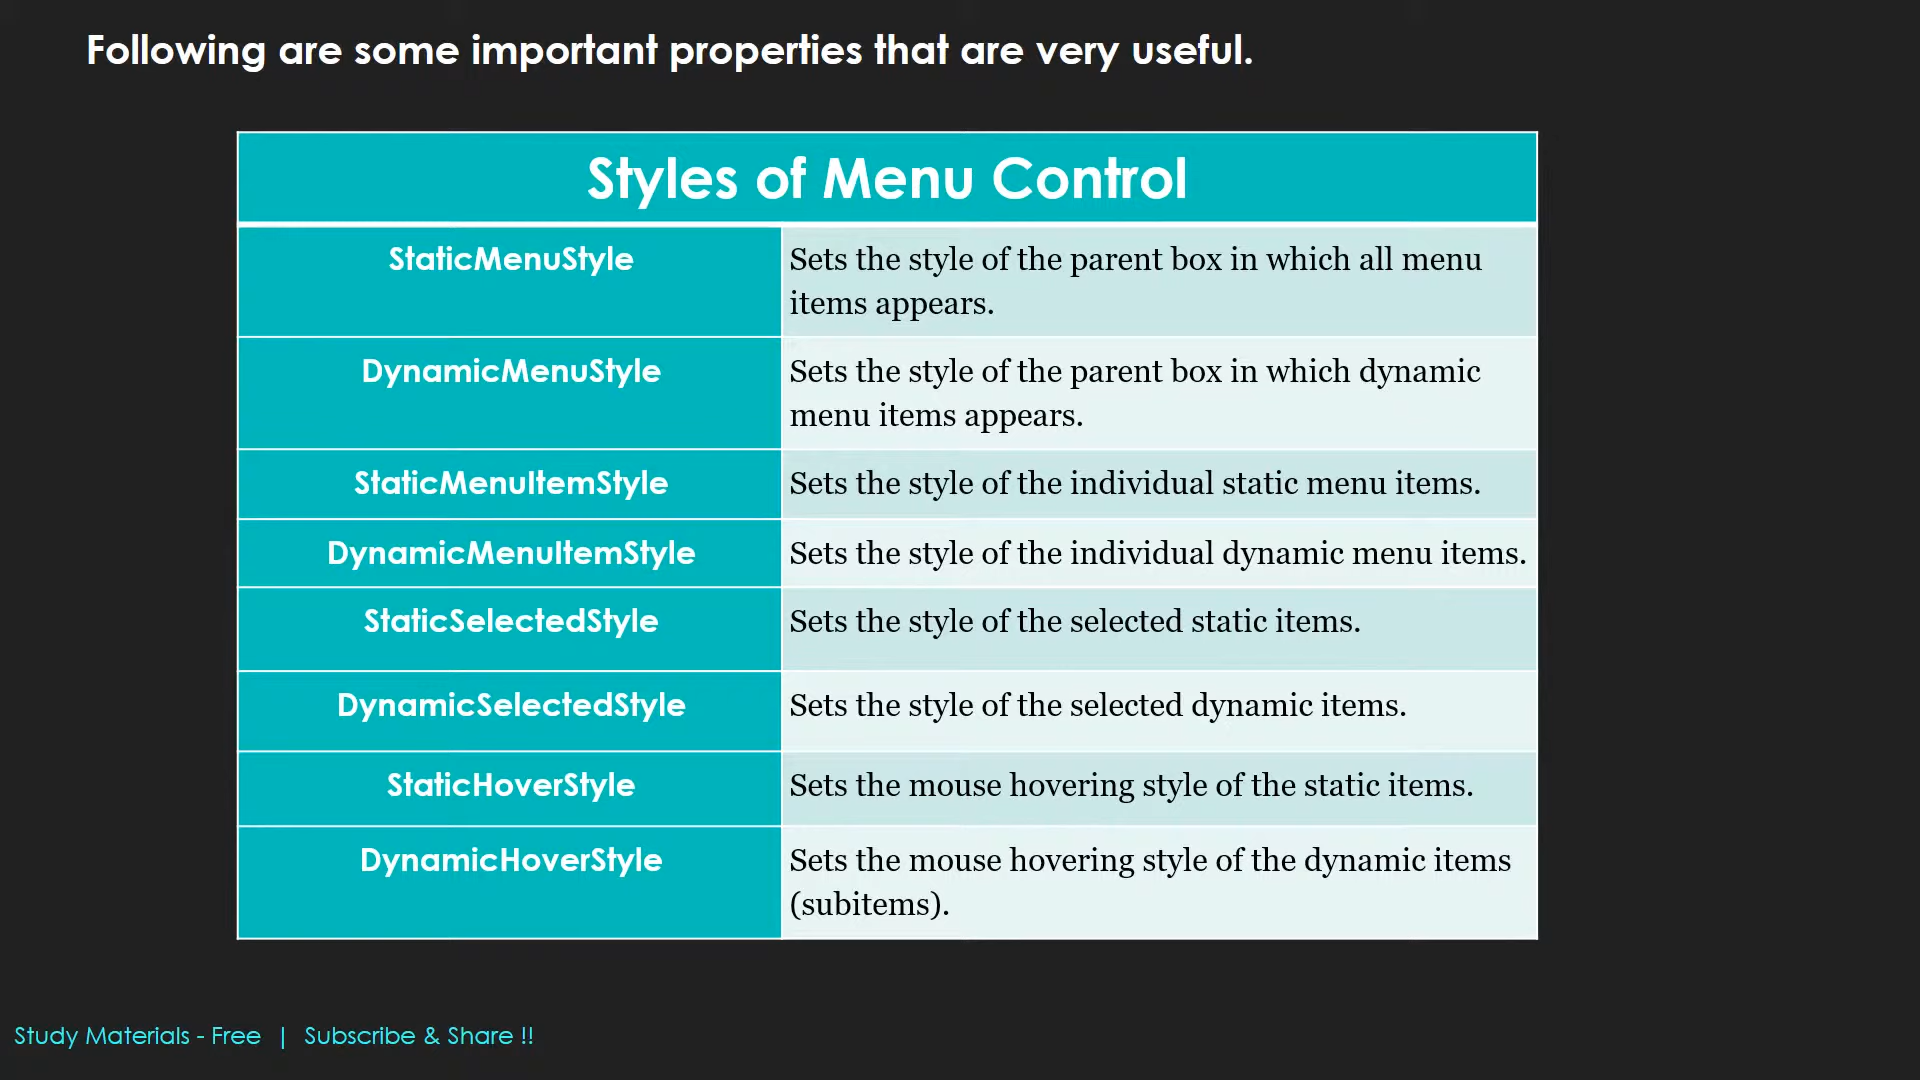 Following are some important properties that are very useful.
Styles of Menu Control
StaticMenuStyle
Sets the style of the parent box in which all menu
items appears.
DynamicMenuStyle
Sets the style of the parent box in which dynamic
menu items appears.
StaticMenuItemStyle
Sets the style of the individual static menu items.
DynamicMenuItemStyle
Sets the style of the individual dynamic menu items.
StaticSelectedStyle
Sets the style of the selected static items.
DynamicSelectedStyle
Sets the style of the selected dynamic items.
StaticHoverStyle
Sets the mouse hovering style of the static items.
DynamicHoverStyle
Sets the mouse hovering style of the dynamic items
(subitems).
Study Materials - Free | Subscribe & Share !!